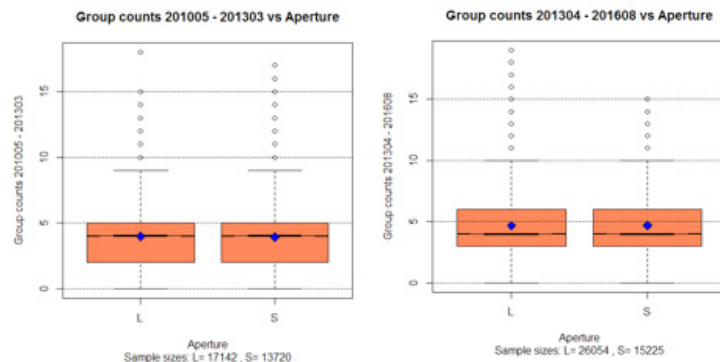 Group counts 201005 - 201303 vs Aperture
Group counts 201005 - 201303
15
10
5
0
L
S
Aperture
Sample sizes: L= 17142 , S= 13720
Group counts 201304 - 201608 vs Aperture
Group counts 201304 - 201608
15
10
5
0
L
S
Aperture
Sample sizes: L= 26054 , S= 15225